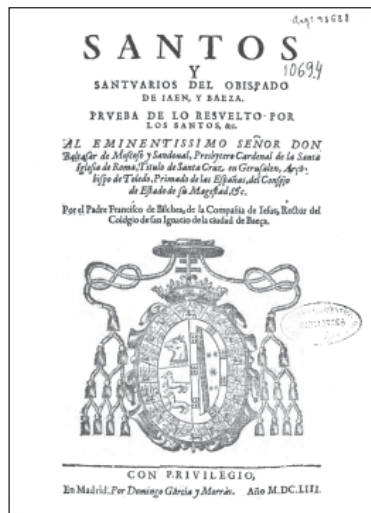 SANTOS
Y
10694
SANTVARIOS DEL OBISPADO
DE IAEN, Y BAEZA.
PRVEBA DE LO RESVELTO POR
LOS SANTOS, &c.
AL EMINENTISSIMO SEÑOR DON
Baltasar de Moscoso y Sandoual, Presbytero Cardenal de la Santa
Iglesia de Roma, Titulo de Santa Cruz, en Gerusalen, Arço-
bispo de Toledo, Primado de las Españas, del Consejo
de Estado de su Magestad, &c.
Por el Padre Francisco de Bilches, de la Compañia de Iesus, Rector del
Colegio de san Ignacio de la ciudad de Baeça.
CON PRIVILEGIO,
En Madrid. Por Domingo Garcia y Morràs. Año M.DC.LIII.